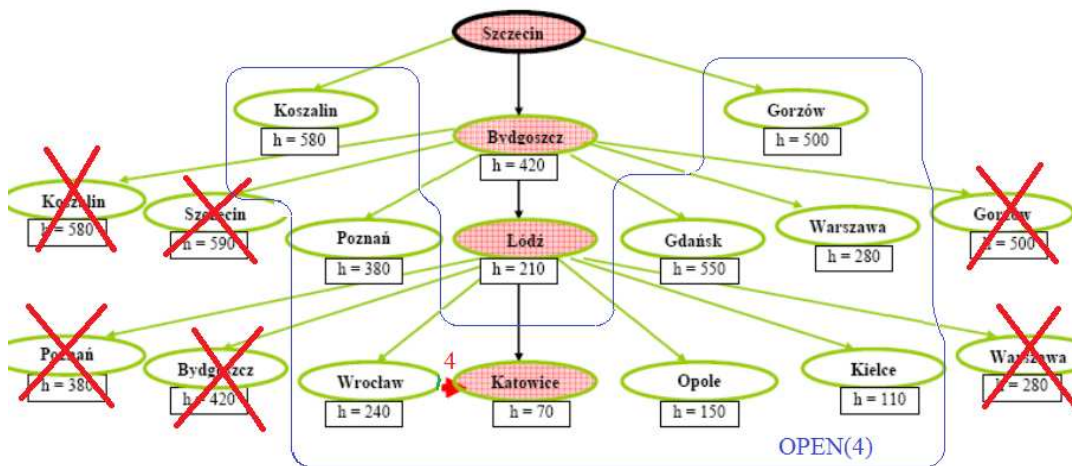 Szczecin
Koszalin
h = 580
Gorzów
h = 500
Bydgoszcz
h = 420
Koszalin
h = 580
Szczecin
h = 590
Poznań
h = 380
Łódź
h = 210
Gdańsk
h = 550
Warszawa
h = 280
Gorzów
h = 500
Poznań
h = 380
Bydgoszcz
h = 420
Wrocław
h = 240
4
Katowice
h = 70
Opole
h = 150
Kielce
h = 110
Warszawa
h = 280
OPEN(4)